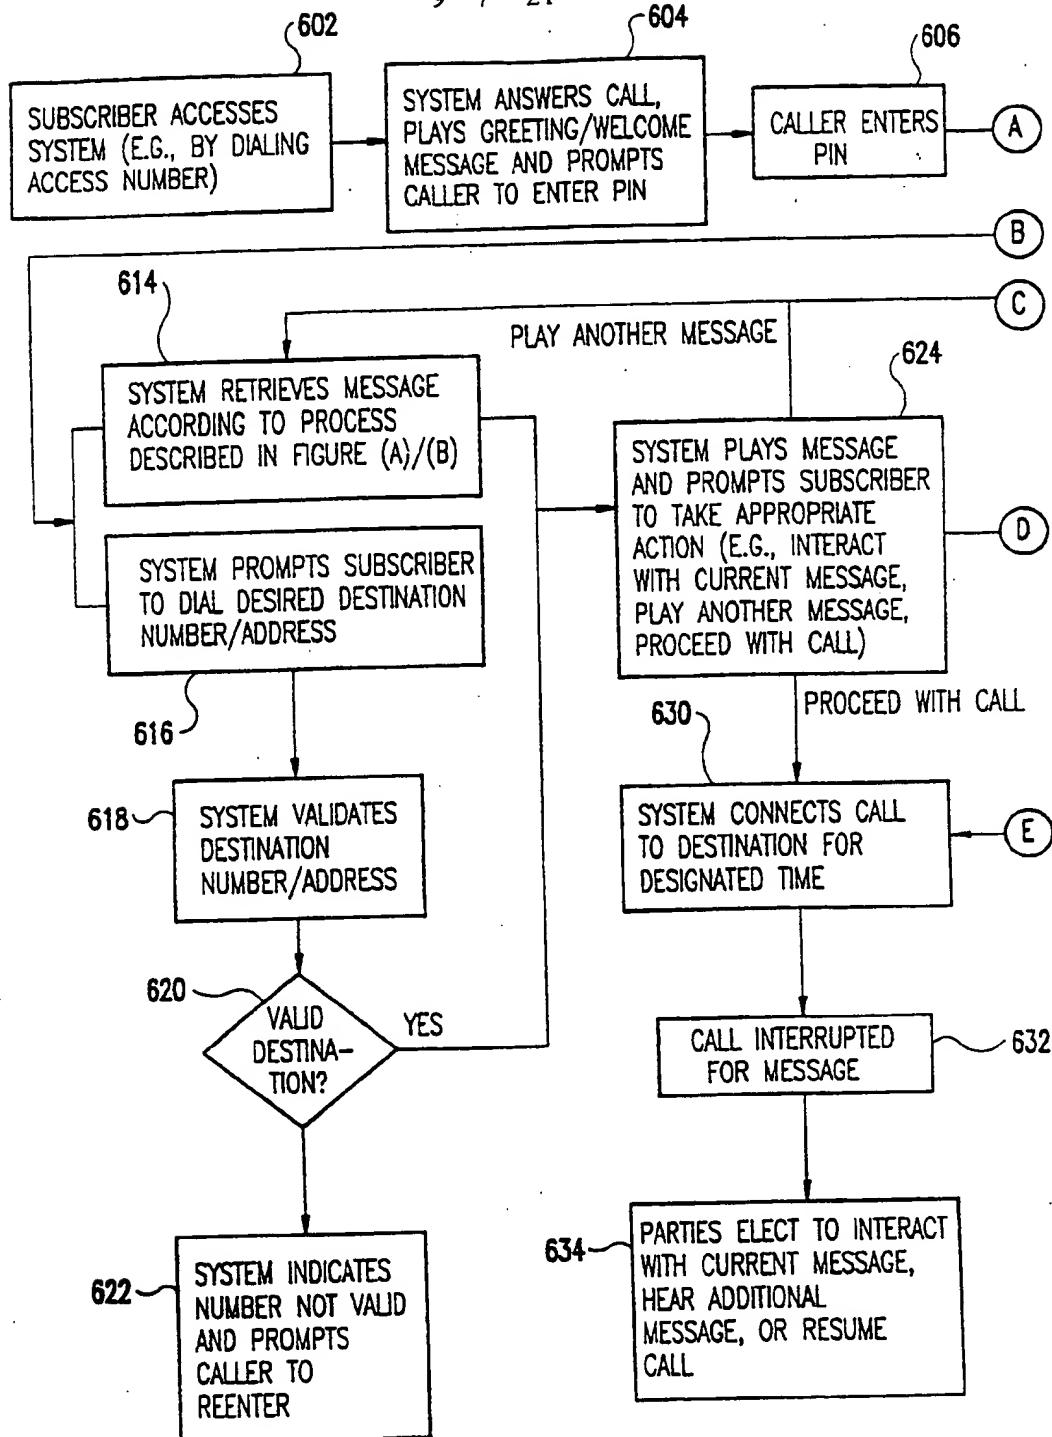 602
SUBSCRIBER ACCESSES
SYSTEM (E.G., BY DIALING
ACCESS NUMBER)
604
SYSTEM ANSWERS CALL,
PLAYS GREETING/WELCOME
MESSAGE AND PROMPTS
CALLER TO ENTER PIN
606
CALLER ENTERS
PIN
A
B
C
614
PLAY ANOTHER MESSAGE
SYSTEM RETRIEVES MESSAGE
ACCORDING TO PROCESS
DESCRIBED IN FIGURE (A)/(B)
SYSTEM PROMPTS SUBSCRIBER
TO DIAL DESIRED DESTINATION
NUMBER/ADDRESS
616
624
SYSTEM PLAYS MESSAGE
AND PROMPTS SUBSCRIBER
TO TAKE APPROPRIATE
ACTION (E.G., INTERACT
WITH CURRENT MESSAGE,
PLAY ANOTHER MESSAGE,
PROCEED WITH CALL)
D
PROCEED WITH CALL
618
SYSTEM VALIDATES
DESTINATION
NUMBER/ADDRESS
630
SYSTEM CONNECTS CALL
TO DESTINATION FOR
DESIGNATED TIME
E
620
VALID
DESTINA-
TION?
YES
CALL INTERRUPTED
FOR MESSAGE
632
622
SYSTEM INDICATES
NUMBER NOT VALID
AND PROMPTS
CALLER TO
REENTER
634
PARTIES ELECT TO INTERACT
WITH CURRENT MESSAGE,
HEAR ADDITIONAL
MESSAGE, OR RESUME
CALL